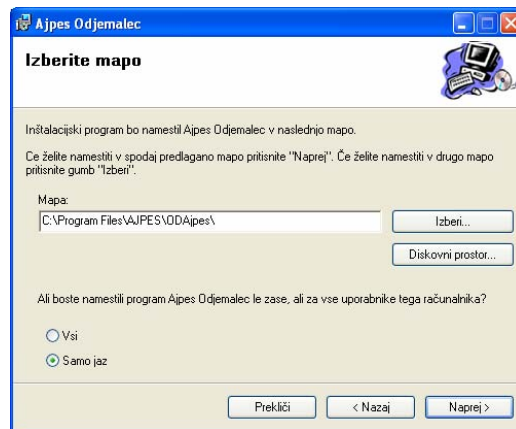 Ajpes Odjemalec
Izberite mapo
Inštalacijski program bo namestil Ajpes Odjemalec v naslednjo mapo.
Ce želite namestiti v spodaj predlagano mapo pritisnite "Naprej". Če želite namestiti v drugo mapo
pritisnite gumb "Izberi".
Mapa:
C:\Program Files\AJPES\ODAjpes\
Izberi...
Diskovni prostor...
Ali boste namestili program Ajpes Odjemalec le zase, ali za vse uporabnike tega računalnika?
Vsi
Samo jaz
Prekliči
< Nazaj
Naprej >